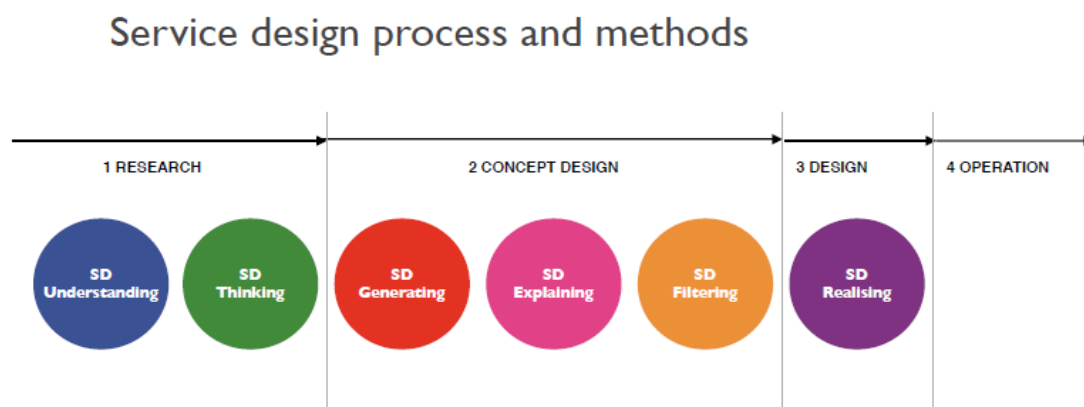 Service design process and methods
1 RESEARCH
2 CONCEPT DESIGN
3 DESIGN
4 OPERATION
SD
Understanding
SD
Thinking
SD
Generating
SD
Explaining
SD
Filtering
SD
Realising